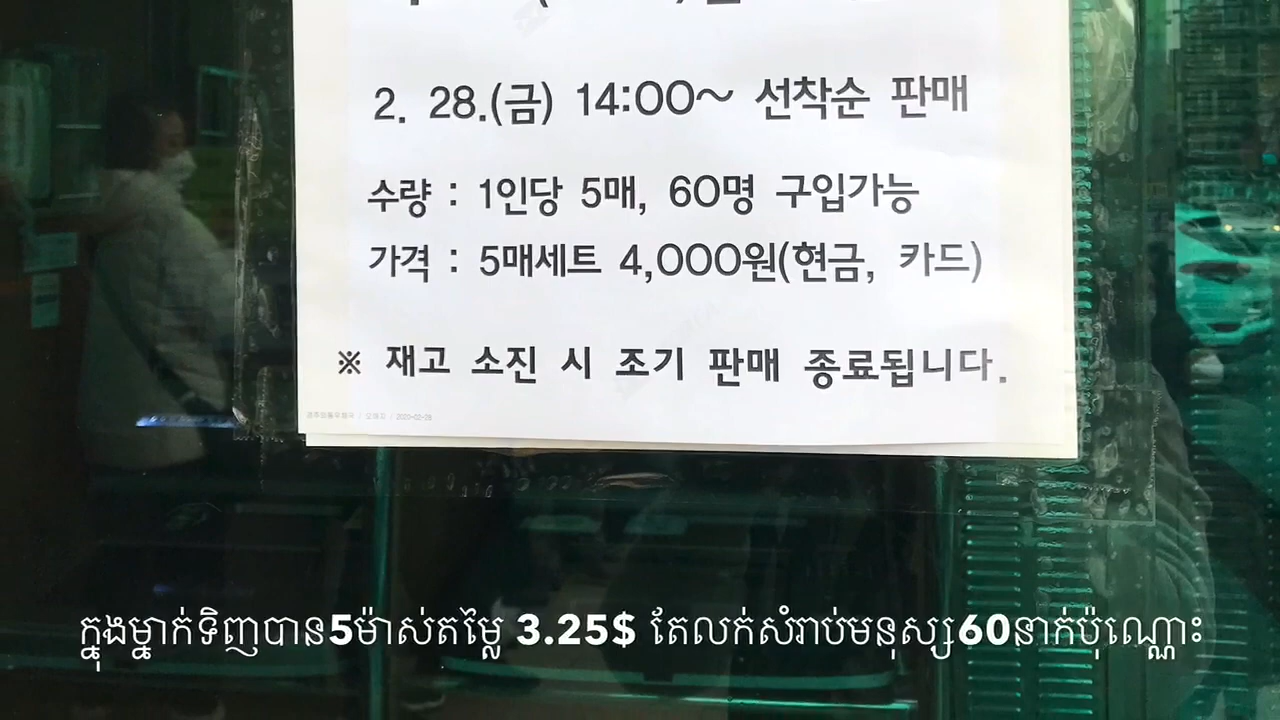 2. 28.(금) 14:00~ 선착순 판매
수량 : 1인당 5매, 60명 구입가능
가격 : 5매세트 4,000원(현금, 카드)
※ 재고 소진 시 조기 판매 종료됩니다.
2020-02-28
ក្នុងម្នាក់ទិញបាន5ម៉ាស់តម្លៃ 3.25$ តែលក់សំរាប់មនុស្ស60នាក់ប៉ុណ្ណោះ